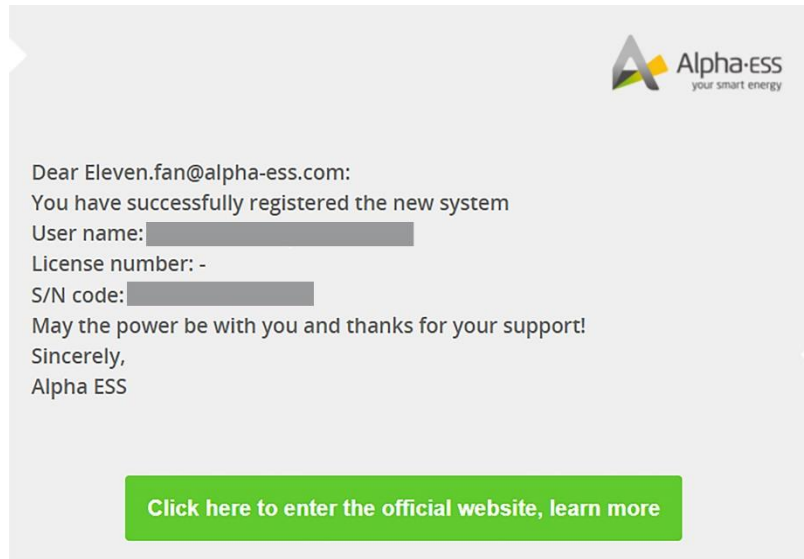 Alpha·ESS
your smart energy
Dear Eleven.fan@alpha-ess.com:
You have successfully registered the new system
User name:
License number: -
S/N code:
May the power be with you and thanks for your support!
Sincerely,
Alpha ESS
Click here to enter the official website, learn more